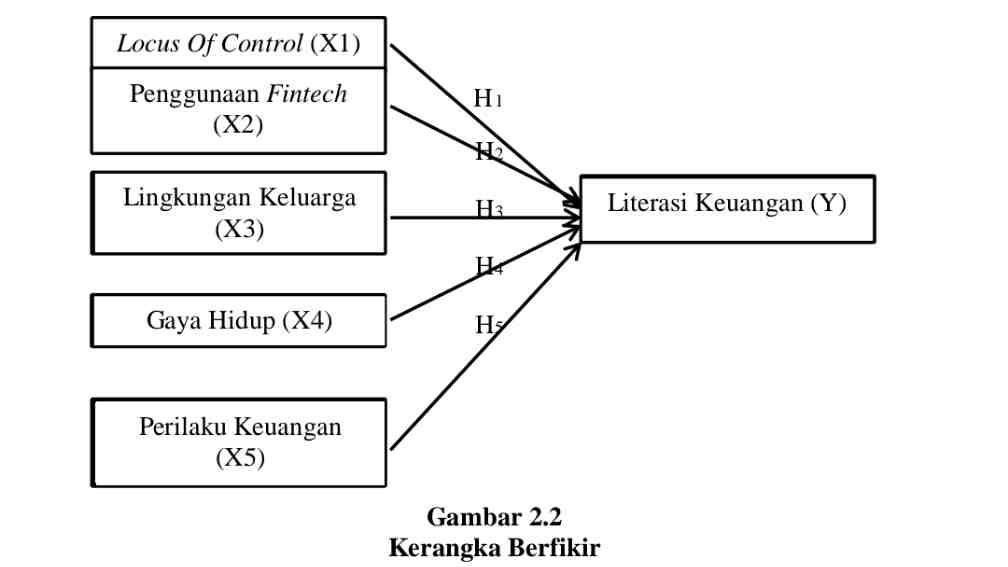 Locus Of Control (X1)
Penggunaan Fintech
(X2)
Lingkungan Keluarga
(X3)
Gaya Hidup (X4)
Perilaku Keuangan
(X5)
H1
H2
H3
H4
H5
Literasi Keuangan (Y)
Gambar 2.2
Kerangka Berfikir